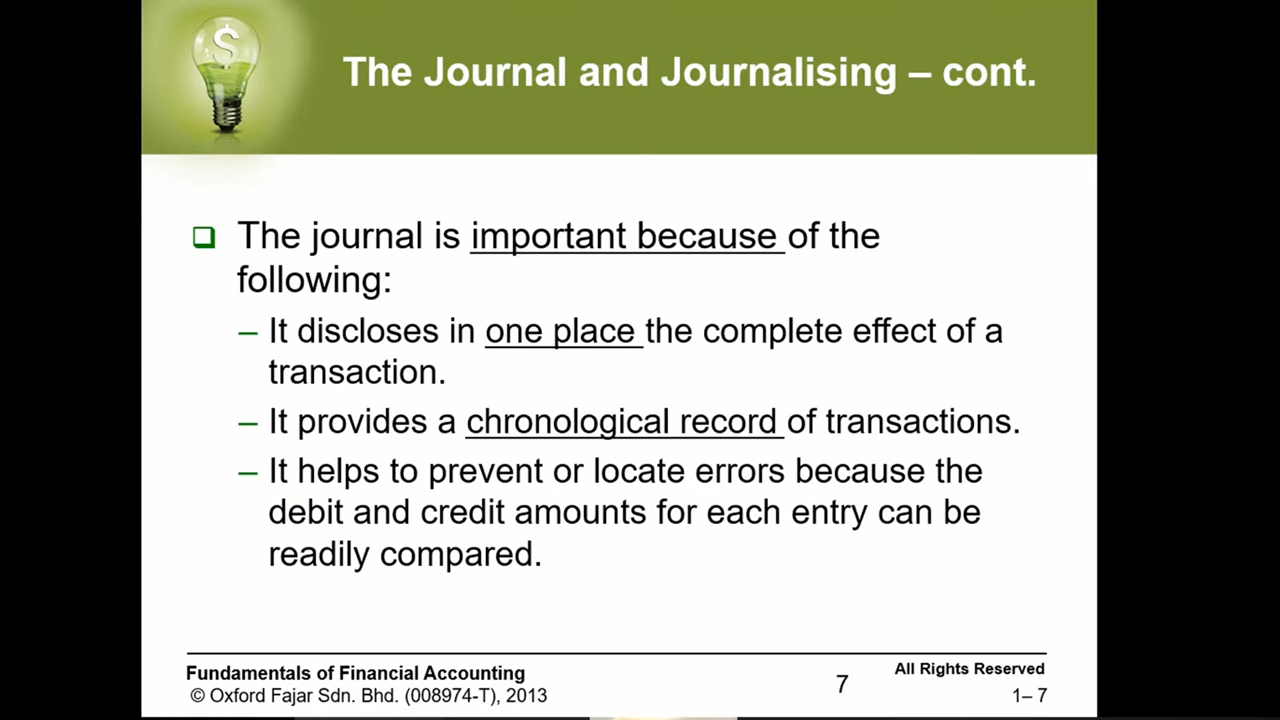 $
The Journal and Journalising – cont.
The journal is important because of the
following:
– It discloses in one place the complete effect of a
transaction.
– It provides a chronological record of transactions.
– It helps to prevent or locate errors because the
debit and credit amounts for each entry can be
readily compared.
Fundamentals of Financial Accounting
© Oxford Fajar Sdn. Bhd. (008974-T), 2013
7
All Rights Reserved
1– 7